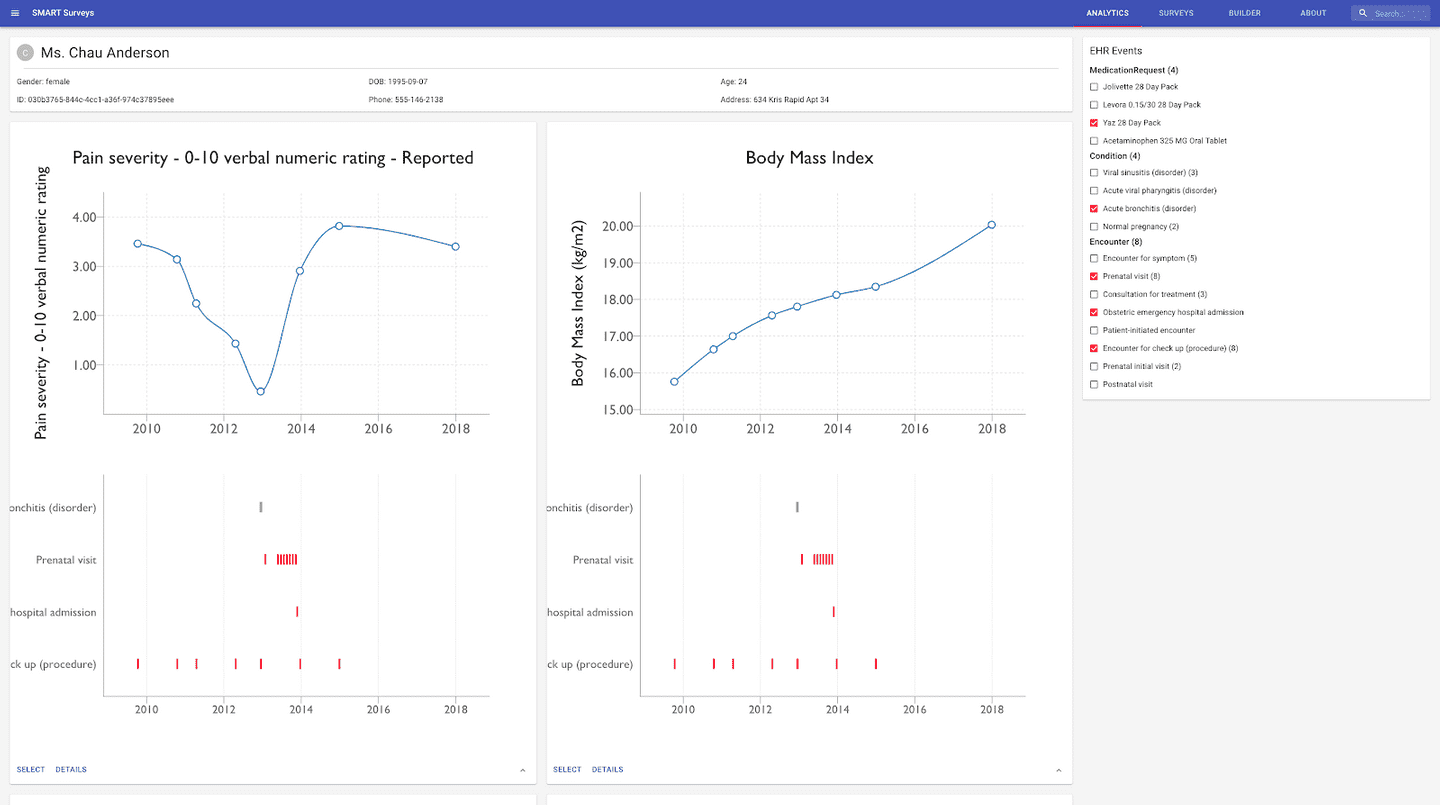 SMART Surveys
ANALYTICS SURVEYS BUILDER ABOUT Search...
C Ms. Chau Anderson
Gender: female DOB: 1995-09-07 Age: 24
ID: 030b3765-844c-4cc1-a36f-974c37895eee Phone: 555-146-2138 Address: 634 Kris Rapid Apt 34
Pain severity - 0-10 verbal numeric rating - Reported
Pain severity - 0-10 verbal numeric rating
4.00
3.00
2.00
1.00
2010 2012 2014 2016 2018
onchitis (disorder)
Prenatal visit
hospital admission
ck up (procedure)
2010 2012 2014 2016 2018
SELECT DETAILS
Body Mass Index
Body Mass Index (kg/m2)
20.00
19.00
18.00
17.00
16.00
15.00
2010 2012 2014 2016 2018
onchitis (disorder)
Prenatal visit
hospital admission
ck up (procedure)
2010 2012 2014 2016 2018
SELECT DETAILS
EHR Events
MedicationRequest (4)
Jolivette 28 Day Pack
Levora 0.15/30 28 Day Pack
Yaz 28 Day Pack
Acetaminophen 325 MG Oral Tablet
Condition (4)
Viral sinusitis (disorder) (3)
Acute viral pharyngitis (disorder)
Acute bronchitis (disorder)
Normal pregnancy (2)
Encounter (8)
Encounter for symptom (5)
Prenatal visit (8)
Consultation for treatment (3)
Obstetric emergency hospital admission
Patient-initiated encounter
Encounter for check up (procedure) (8)
Prenatal initial visit (2)
Postnatal visit